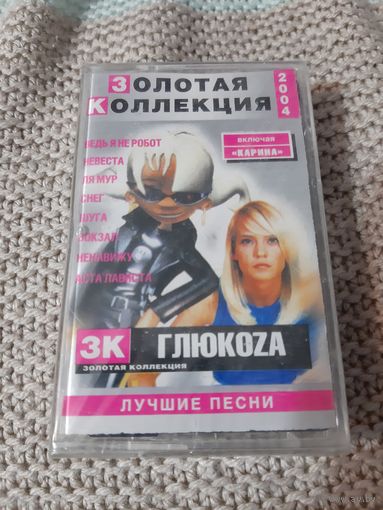 ЗОЛОТАЯ
КОЛЛЕКЦИЯ
2004
включая
«КАРИНА»
ВЕДЬ Я НЕ РОБОТ
НЕВЕСТА
ЛЯ МУР
СНЕГ
ШУГА
ВОКЗАЛ
НЕНАВИЖУ
АСТА ЛАВИСТА
ЗК
ЗОЛОТАЯ КОЛЛЕКЦИЯ
ГЛЮКОZA
ЛУЧШИЕ ПЕСНИ